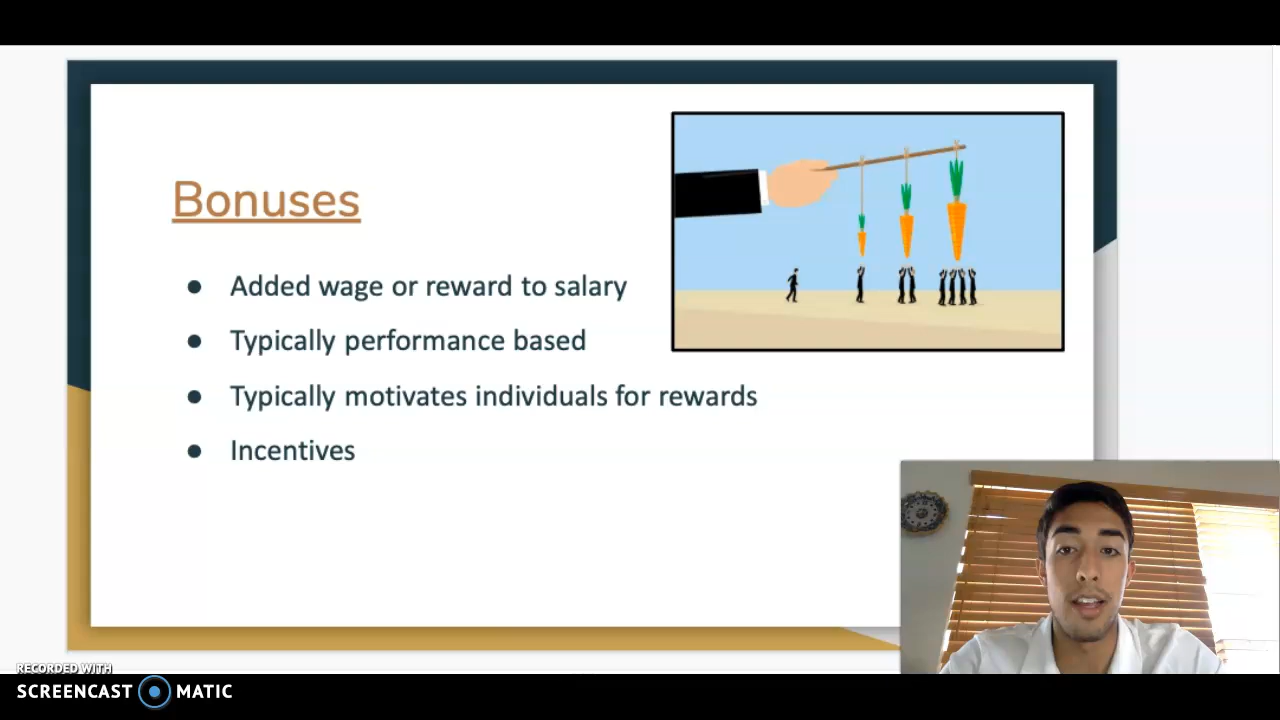 Bonuses
● Added wage or reward to salary
● Typically performance based
● Typically motivates individuals for rewards
● Incentives
RECORDED WITH
SCREENCAST MATIC